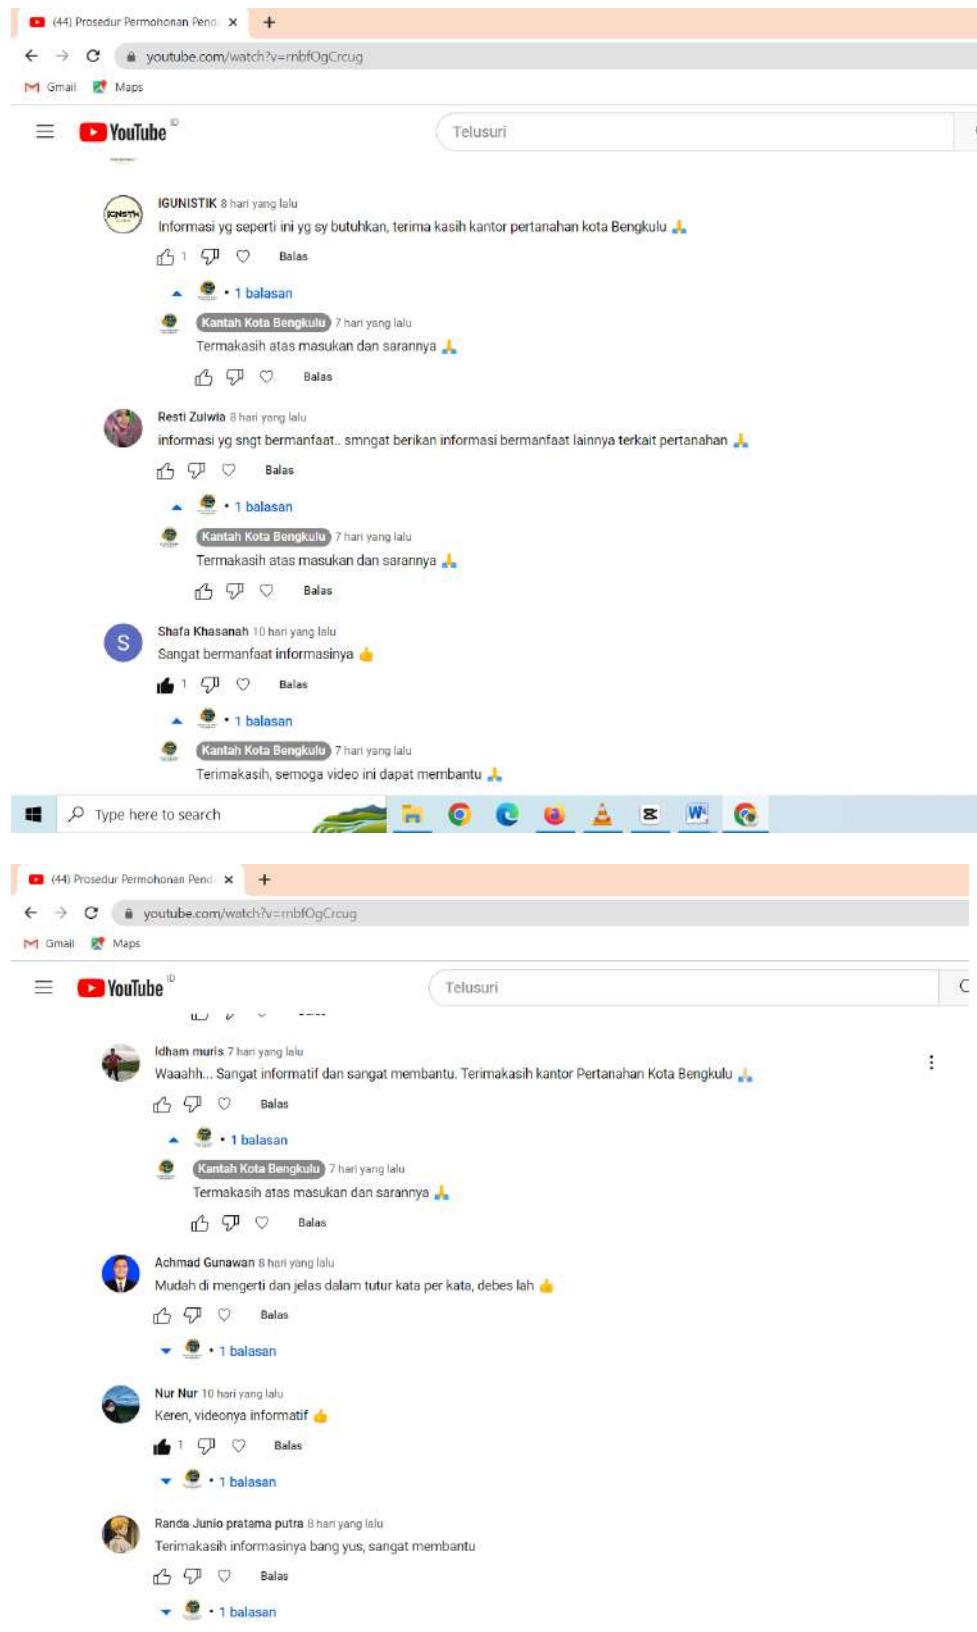 (44) Prosedur Permohonan Pend
youtube.com/watch?v=rnbfOgCrcug
Gmail Maps
YouTube ID
Telusuri
IGUNISTIK 8 hari yang lalu
Informasi yg seperti ini yg sy butuhkan, terima kasih kantor pertanahan kota Bengkulu 🙏
1 Balas
• 1 balasan
Kantah Kota Bengkulu 7 hari yang lalu
Termakasih atas masukan dan sarannya 🙏
Balas
Resti Zulwia 8 hari yang lalu
informasi yg sngt bermanfaat.. smngat berikan informasi bermanfaat lainnya terkait pertanahan 🙏
Balas
• 1 balasan
Kantah Kota Bengkulu 7 hari yang lalu
Termakasih atas masukan dan sarannya 🙏
Balas
S
Shafa Khasanah 10 hari yang lalu
Sangat bermanfaat informasinya 👍
1 Balas
• 1 balasan
Kantah Kota Bengkulu 7 hari yang lalu
Terimakasih, semoga video ini dapat membantu 🙏
Type here to search
(44) Prosedur Permohonan Pend
youtube.com/watch?v=rnbfOgCrcug
Gmail Maps
YouTube ID
Telusuri
Idham muris 7 hari yang lalu
Waaahh... Sangat informatif dan sangat membantu. Terimakasih kantor Pertanahan Kota Bengkulu 🙏
Balas
• 1 balasan
Kantah Kota Bengkulu 7 hari yang lalu
Termakasih atas masukan dan sarannya 🙏
Balas
Achmad Gunawan 8 hari yang lalu
Mudah di mengerti dan jelas dalam tutur kata per kata, debes lah 👍
Balas
• 1 balasan
Nur Nur 10 hari yang lalu
Keren, videonya informatif 👍
1 Balas
• 1 balasan
Randa Junio pratama putra 8 hari yang lalu
Terimakasih informasinya bang yus, sangat membantu
Balas
• 1 balasan